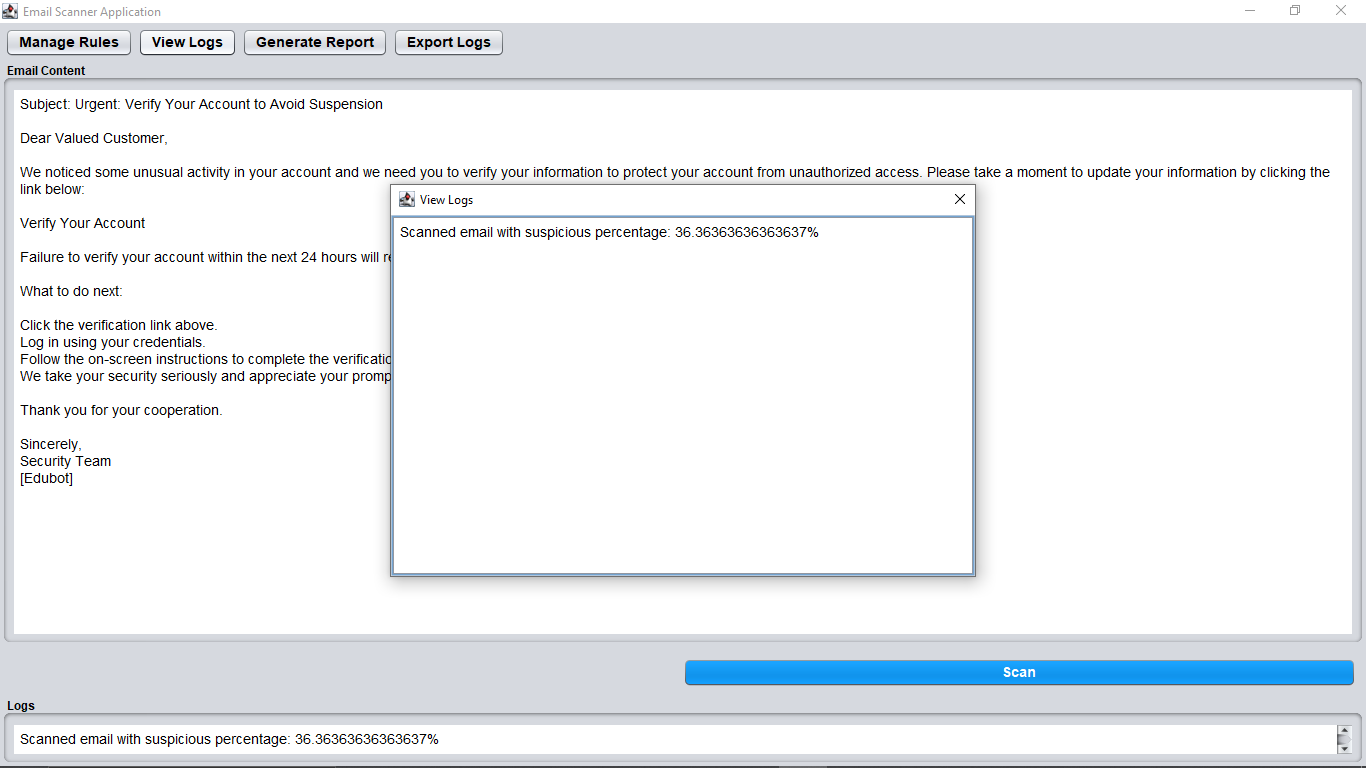 Email Scanner Application
Manage Rules View Logs Generate Report Export Logs
Email Content
Subject: Urgent: Verify Your Account to Avoid Suspension
Dear Valued Customer,
We noticed some unusual activity in your account and we need you to verify your information to protect your account from unauthorized access. Please take a moment to update your information by clicking the
link below:
Verify Your Account
Failure to verify your account within the next 24 hours will
What to do next:
Click the verification link above.
Log in using your credentials.
Follow the on-screen instructions to complete the
We take your security seriously and appreciate your
Thank you for your cooperation.
Sincerely,
Security Team
[Edubot]
View Logs
Scanned email with suspicious percentage: 36.36363636363637%
Scan
Logs
Scanned email with suspicious percentage: 36.36363636363637%